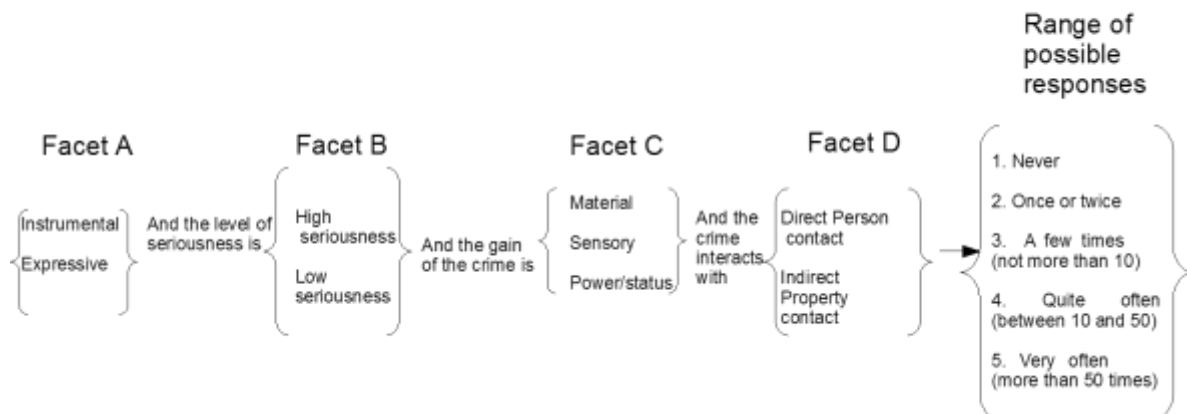 Range of
possible
responses
Facet A
Facet B
Facet C
Facet D
Instrumental
Expressive
And the level of
seriousness is
High
seriousness
Low
seriousness
And the gain
of the crime is
Material
Sensory
Power/status
And the
crime
interacts
with
Direct Person
contact
Indirect
Property
contact
1. Never
2. Once or twice
3. A few times
(not more than 10)
4. Quite often
(between 10 and 50)
5. Very often
(more than 50 times)